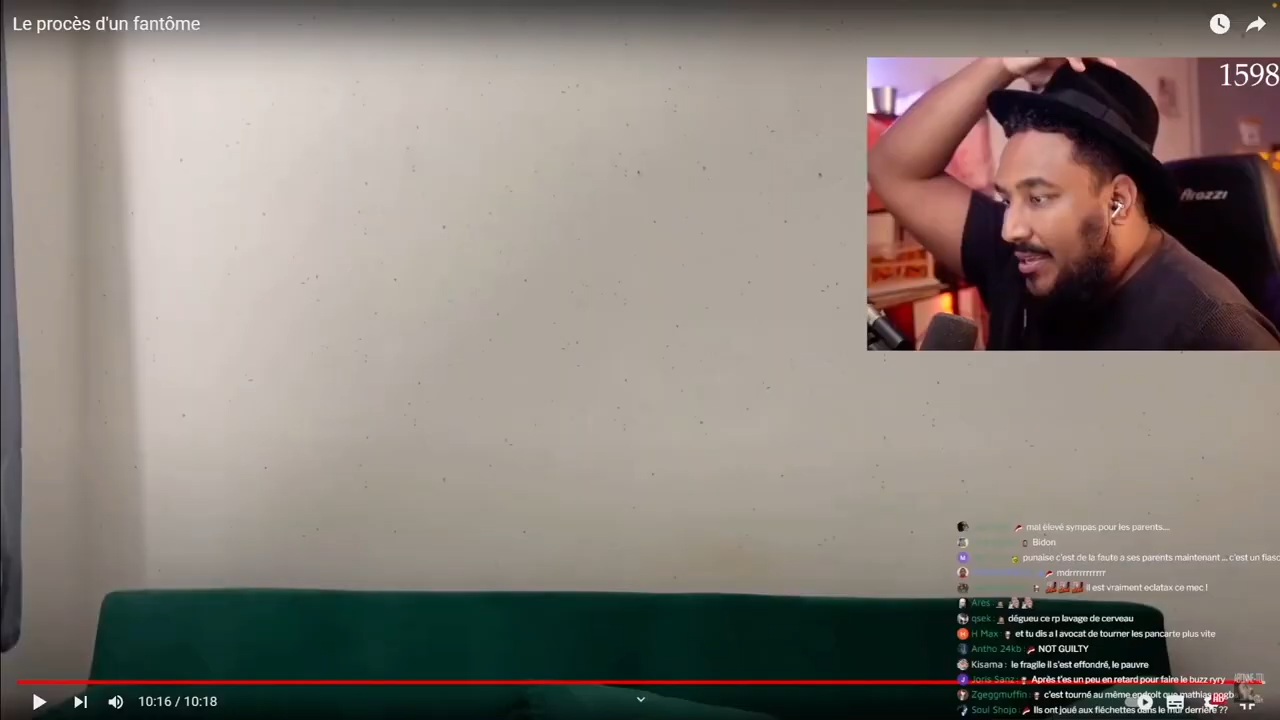 Le procès d'un fantôme
1598
Arozzi
mal élevé sympas pour les parents...
Bidon
punaise c'est de la faute a ses parents maintenant ... c'est un fiasc
mdrrrrrrrrrr
il est vraiment eclatax ce mec !
Ares :
qsek : dégueu ce rp lavage de cerveau
H Max : et tu dis a l avocat de tourner les pancarte plus vite
Antho 24kb : NOT GUILTY
Kisama : le fragile il s'est effondré, le pauvre
Joris Sanz : Après t'es un peu en retard pour faire le buzz ryry
Zgeggmuffin : c'est tourné au même endroit que mathias
Soul Shojo : Ils ont joué aux fléchettes dans le mur derrière ??
10:16 / 10:18